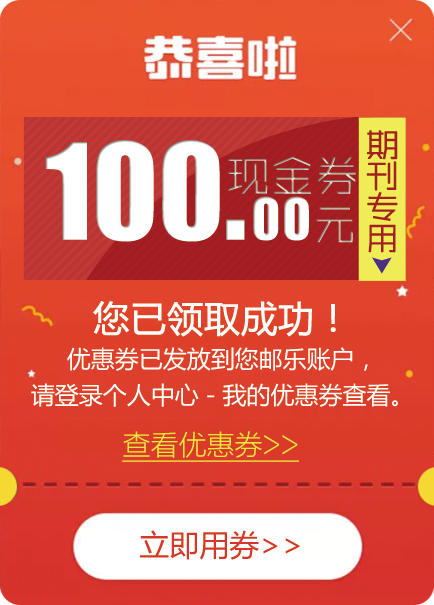 恭喜啦
100.00元
现金券
期刊专用
您已领取成功！
优惠券已发放到您邮乐账户，
请登录个人中心 - 我的优惠券查看。
查看优惠券>>
立即用券>>